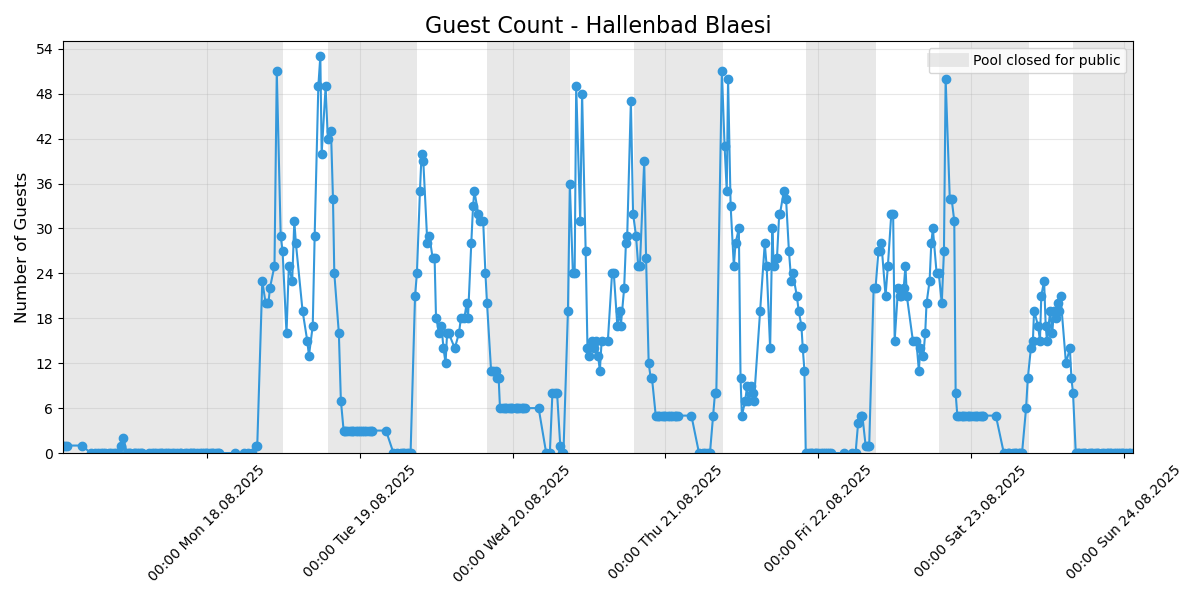 Guest Count - Hallenbad Blaesi
Pool closed for public
Number of Guests
54
48
42
36
30
24
18
12
6
0
00:00 Mon 18.08.2025
00:00 Tue 19.08.2025
00:00 Wed 20.08.2025
00:00 Thu 21.08.2025
00:00 Fri 22.08.2025
00:00 Sat 23.08.2025
00:00 Sun 24.08.2025